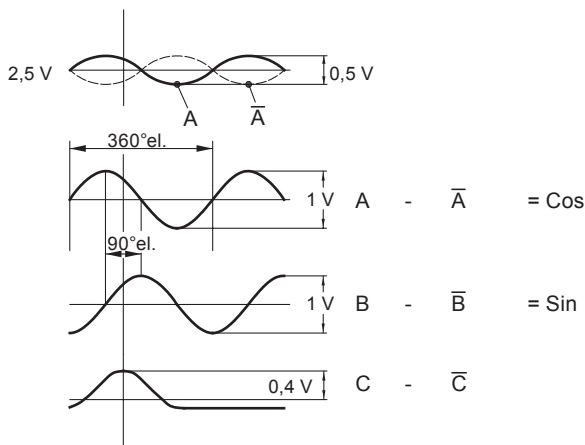 2,5 V
0,5 V
A
A̅
360°el.
1 V
A - A̅ = Cos
90°el.
1 V
B - B̅ = Sin
0,4 V
C - C̅